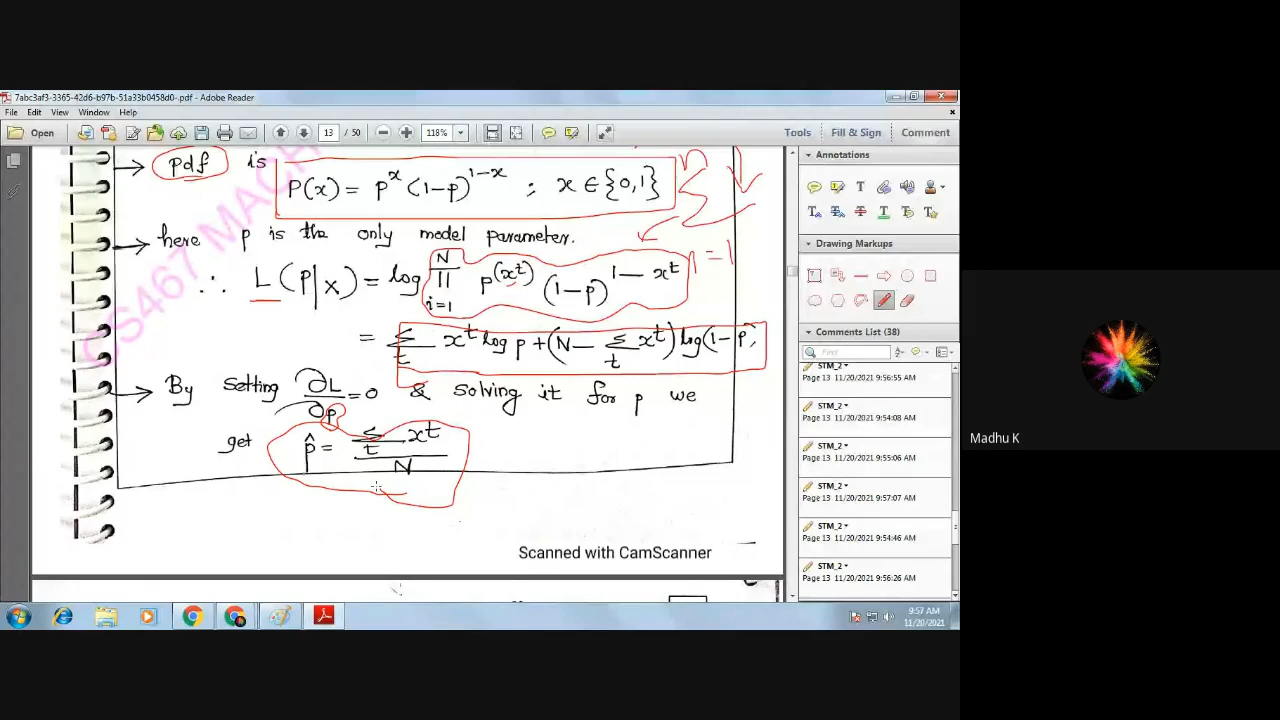 7abc3af3-3365-42d6-b97b-51a33b0458d0-.pdf - Adobe Reader
File Edit View Window Help
Open 13 / 50 118% Tools Fill & Sign Comment
→ pdf is P(x) = p^x (1-p)^{1-x} ; x ∈ {0,1}
n Σ i=1
→ here p is the only model parameter.
∴ L(p|x) = log ∏_{i=1}^{N} p^{(x^t)} (1-p)^{1-x^t}
= Σ_t x^t log p + (N - Σ_t x^t) log(1-p)
→ By setting ∂L/∂p = 0 & solving it for p we
get p̂ = Σ_t x^t / N
CS467 MACH
Scanned with CamScanner
Annotations
Drawing Markups
Comments List (38)
Find
Page 13 11/20/2021 9:56:55
STM_2
Page 13 11/20/2021 9:54:08
STM_2
Page 13 11/20/2021 9:55:06
STM_2
Page 13 11/20/2021 9:57:07
STM_2
Page 13 11/20/2021 9:54:46
STM_2
Page 13 11/20/2021 9:56:26
STM_2
9:57 AM
11/20/2021
Madhu K